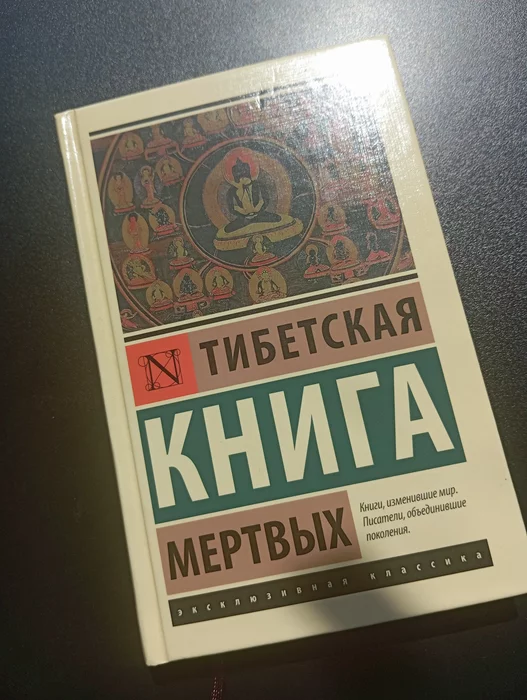 N
ТИБЕТСКАЯ
КНИГА
МЕРТВЫХ
Книги, изменившие мир.
Писатели, объединившие
поколения.
эксклюзивная классика